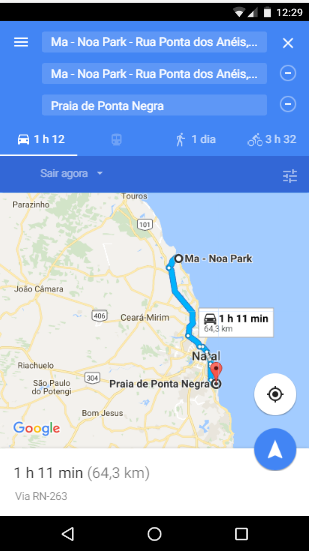 12:29
Ma - Noa Park - Rua Ponta dos Anéis,...
Ma - Noa Park - Rua Ponta dos Anéis,...
Praia de Ponta Negra
1 h 12
1 dia
3 h 32
Sair agora
Touros
Parazinho
101
Ma - Noa Park
João Câmara
406
Ceará-Mirim
1 h 11 min
64,3 km
Natal
Riachuelo
São Paulo do Potengi
304
Praia de Ponta Negra
Bom Jesus
Google
1 h 11 min (64,3 km)
Via RN-263